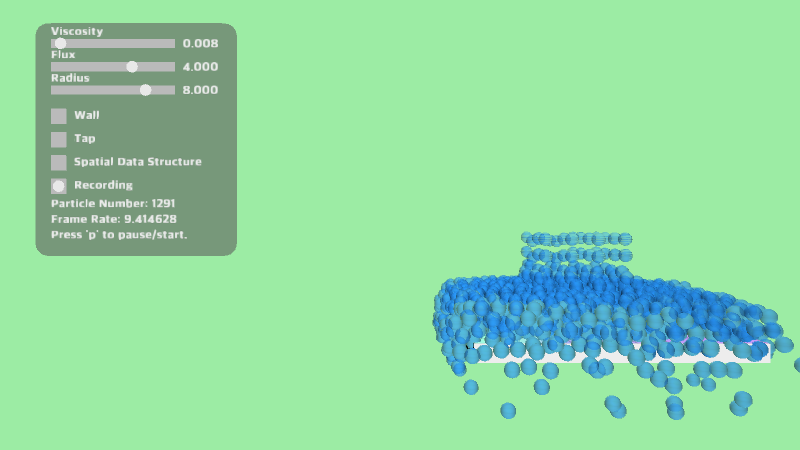 Viscosity
0.008
Flux
4.000
Radius
8.000
Wall
Tap
Spatial Data Structure
Recording
Particle Number: 1291
Frame Rate: 9.414628
Press 'p' to pause/start.